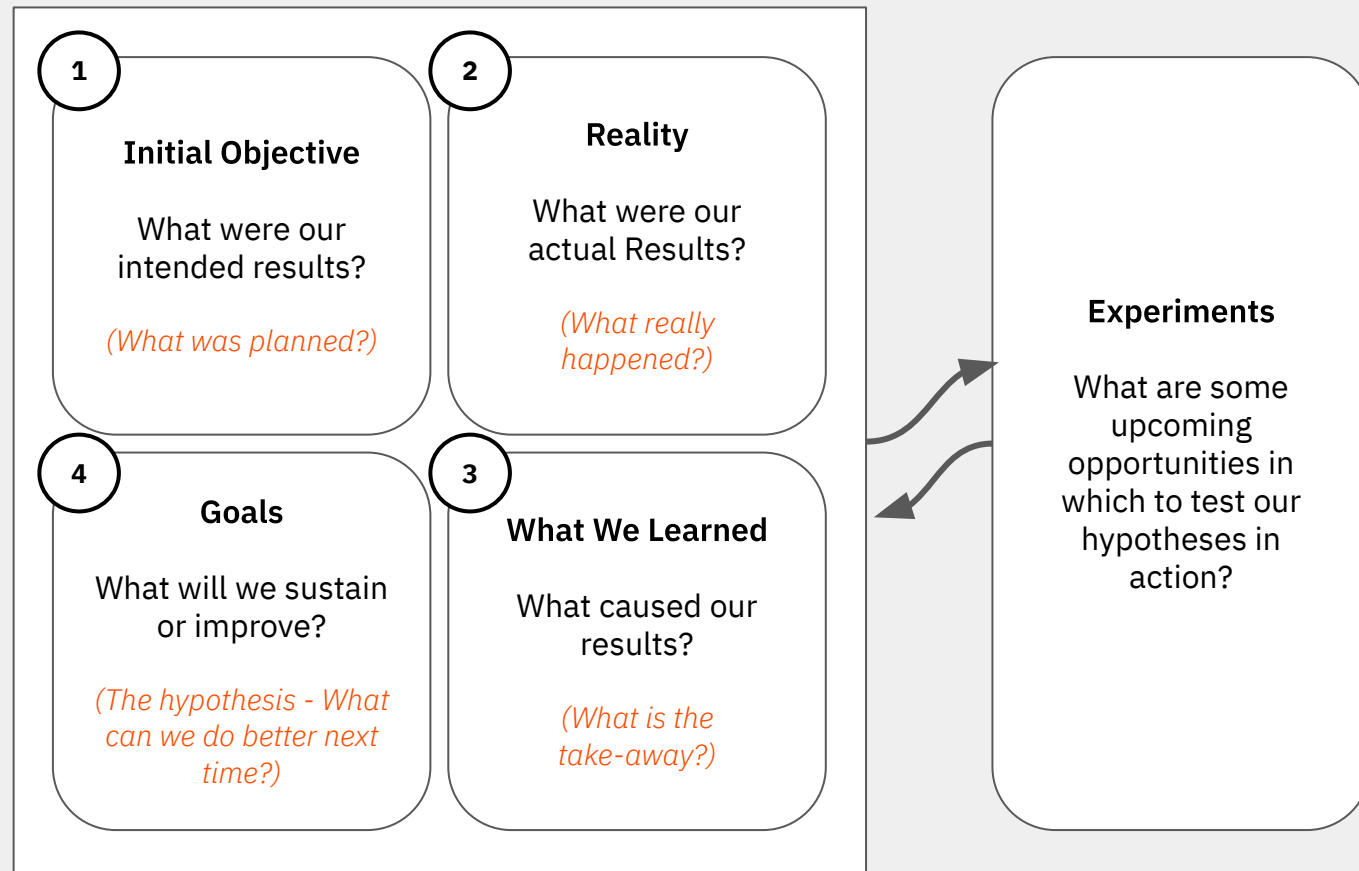 1
Initial Objective
What were our
intended results?
(What was planned?)
2
Reality
What were our
actual Results?
(What really
happened?)
3
What We Learned
What caused our
results?
(What is the
take-away?)
4
Goals
What will we sustain
or improve?
(The hypothesis - What
can we do better next
time?)
Experiments
What are some
upcoming
opportunities in
which to test our
hypotheses in
action?